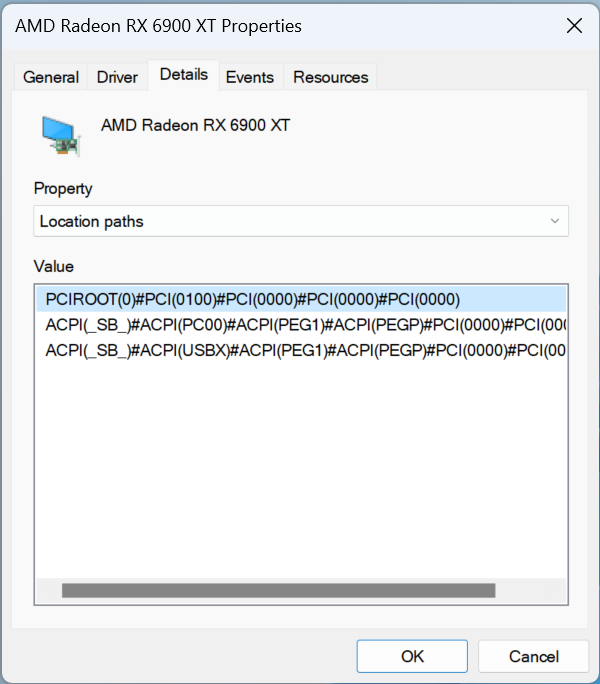 AMD Radeon RX 6900 XT Properties
General Driver Details Events Resources
AMD Radeon RX 6900 XT
Property
Location paths
Value
PCIROOT(0)#PCI(0100)#PCI(0000)#PCI(0000)#PCI(0000)
ACPI(_SB_)#ACPI(PC00)#ACPI(PEG1)#ACPI(PEGP)#PCI(0000)#PCI(00
ACPI(_SB_)#ACPI(USBX)#ACPI(PEG1)#ACPI(PEGP)#PCI(0000)#PCI(00
OK Cancel